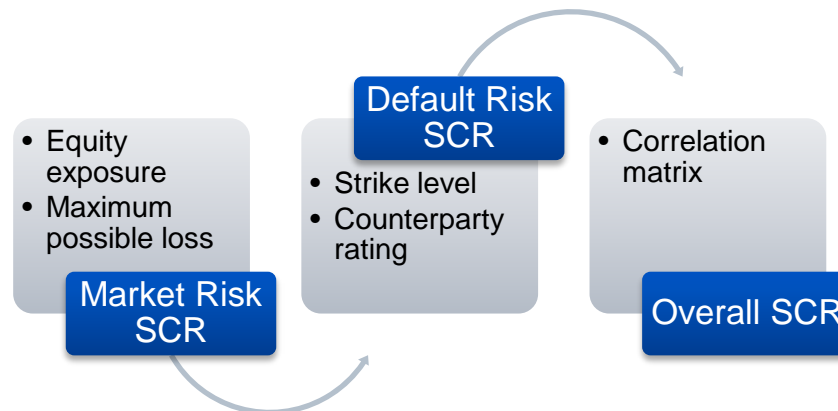 • Equity
exposure
• Maximum
possible loss
Market Risk
SCR
Default Risk
SCR
• Strike level
• Counterparty
rating
• Correlation
matrix
Overall SCR